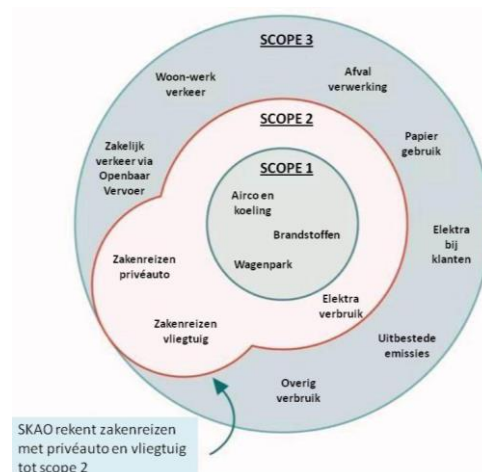 SCOPE 3
Woon-werk
verkeer
Afval
verwerking
SCOPE 2
Zakelijk
verkeer via
Openbaar
Vervoer
Papier
gebruik
SCOPE 1
Airco en
koeling
Brandstoffen
Wagenpark
Elektra
bij
klanten
Zakenreizen
privéauto
Elektra
verbruik
Zakenreizen
vliegtuig
Uitbestede
emissies
Overig
verbruik
SKAO rekent zakenreizen
met privéauto en vliegtuig
tot scope 2